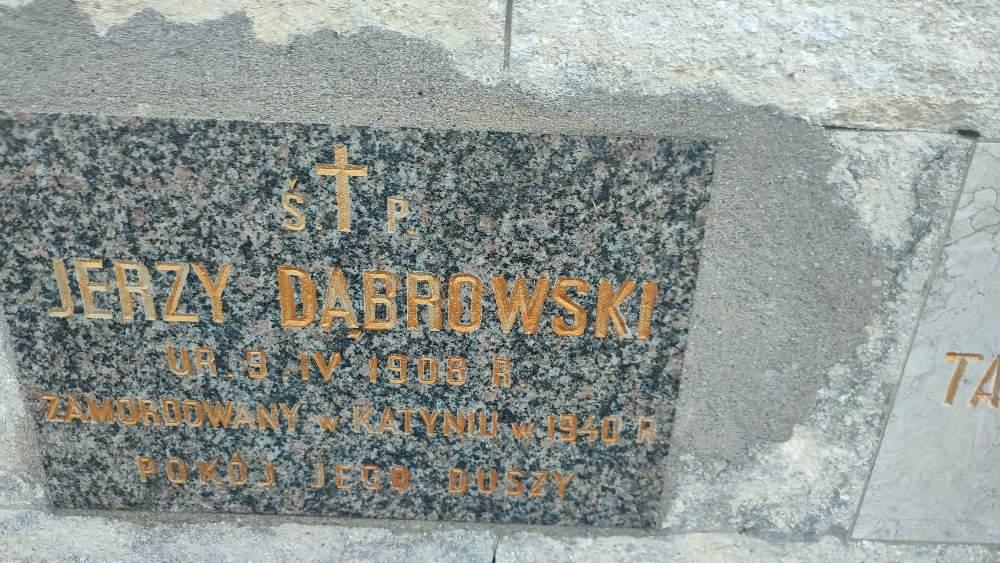 Ś. P.
JERZY DĄBROWSKI
UR. 9. IV 1908 R.
ZAMORDOWANY w KATYNIU w 1940 R.
POKÓJ JEGO DUSZY
TA